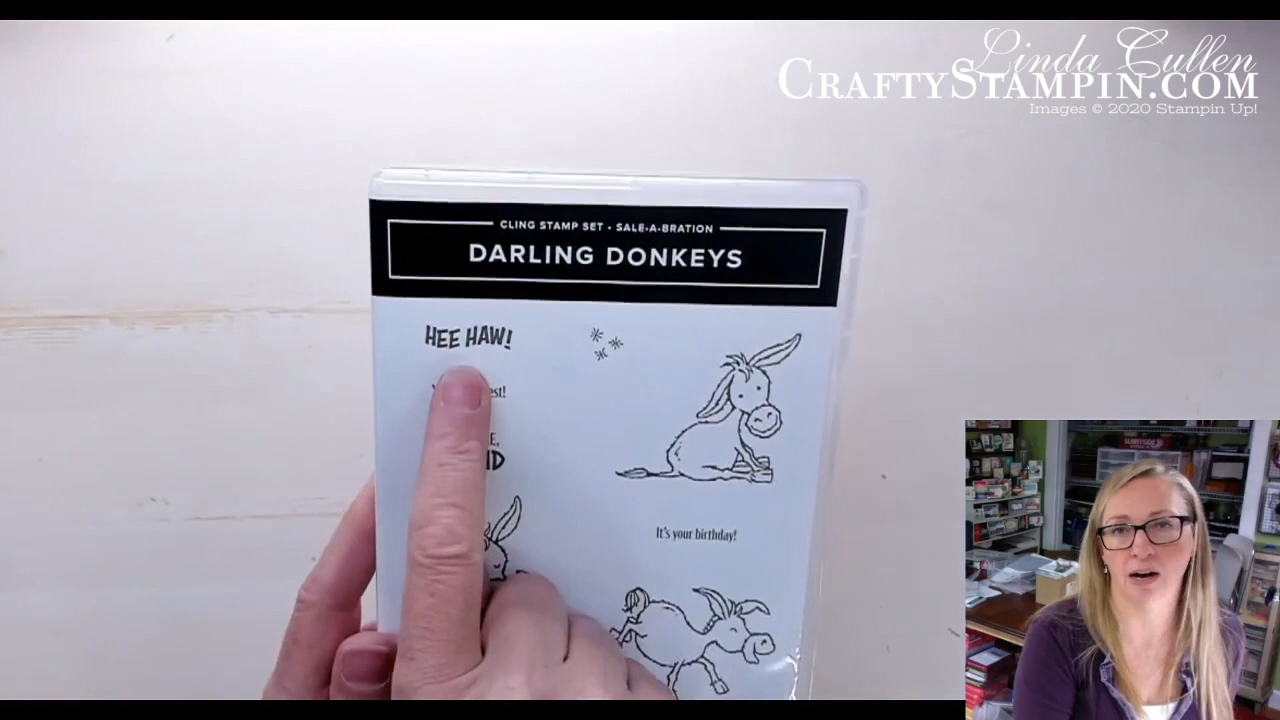 Linda Cullen
CRAFTYSTAMPIN.COM
Images © 2020 Stampin Up!
CLING STAMP SET • SALE-A-BRATION
DARLING DONKEYS
HEE HAW!
It's your birthday!